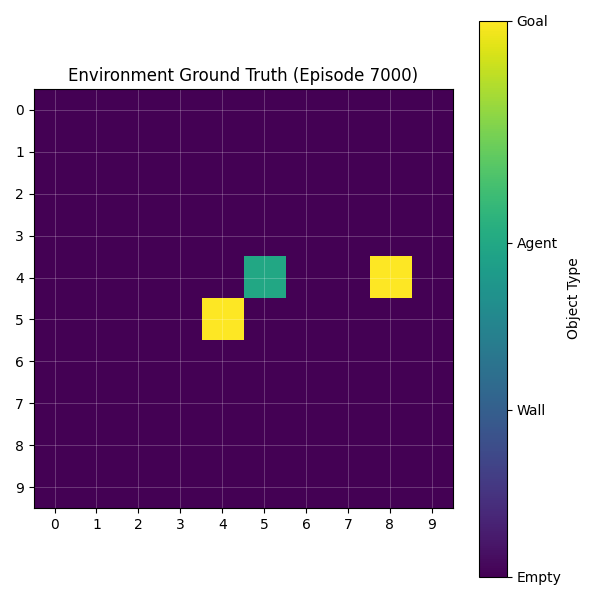 Environment Ground Truth (Episode 7000)
Goal
Agent
Wall
Empty
Object Type
0
1
2
3
4
5
6
7
8
9
0 1 2 3 4 5 6 7 8 9